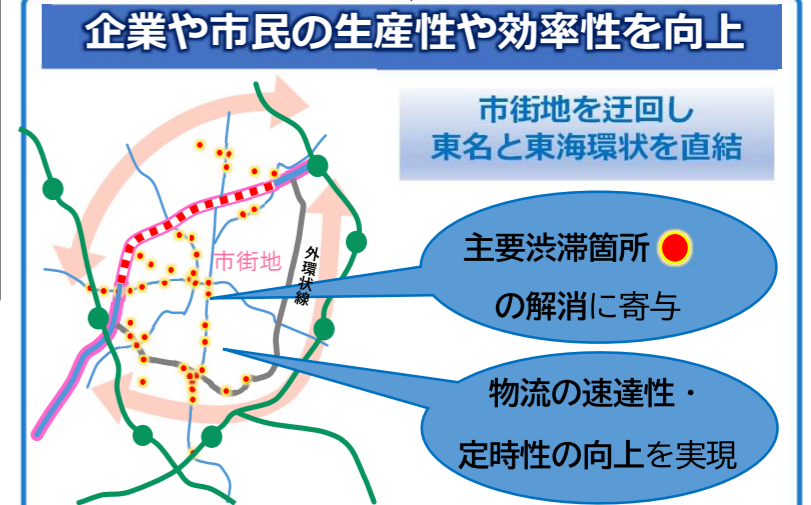 企業や市民の生産性や効率性を向上
市街地を迂回し
東名と東海環状を直結
主要渋滞箇所
の解消に寄与
市街地
外環状線
物流の速達性・
定時性の向上を実現